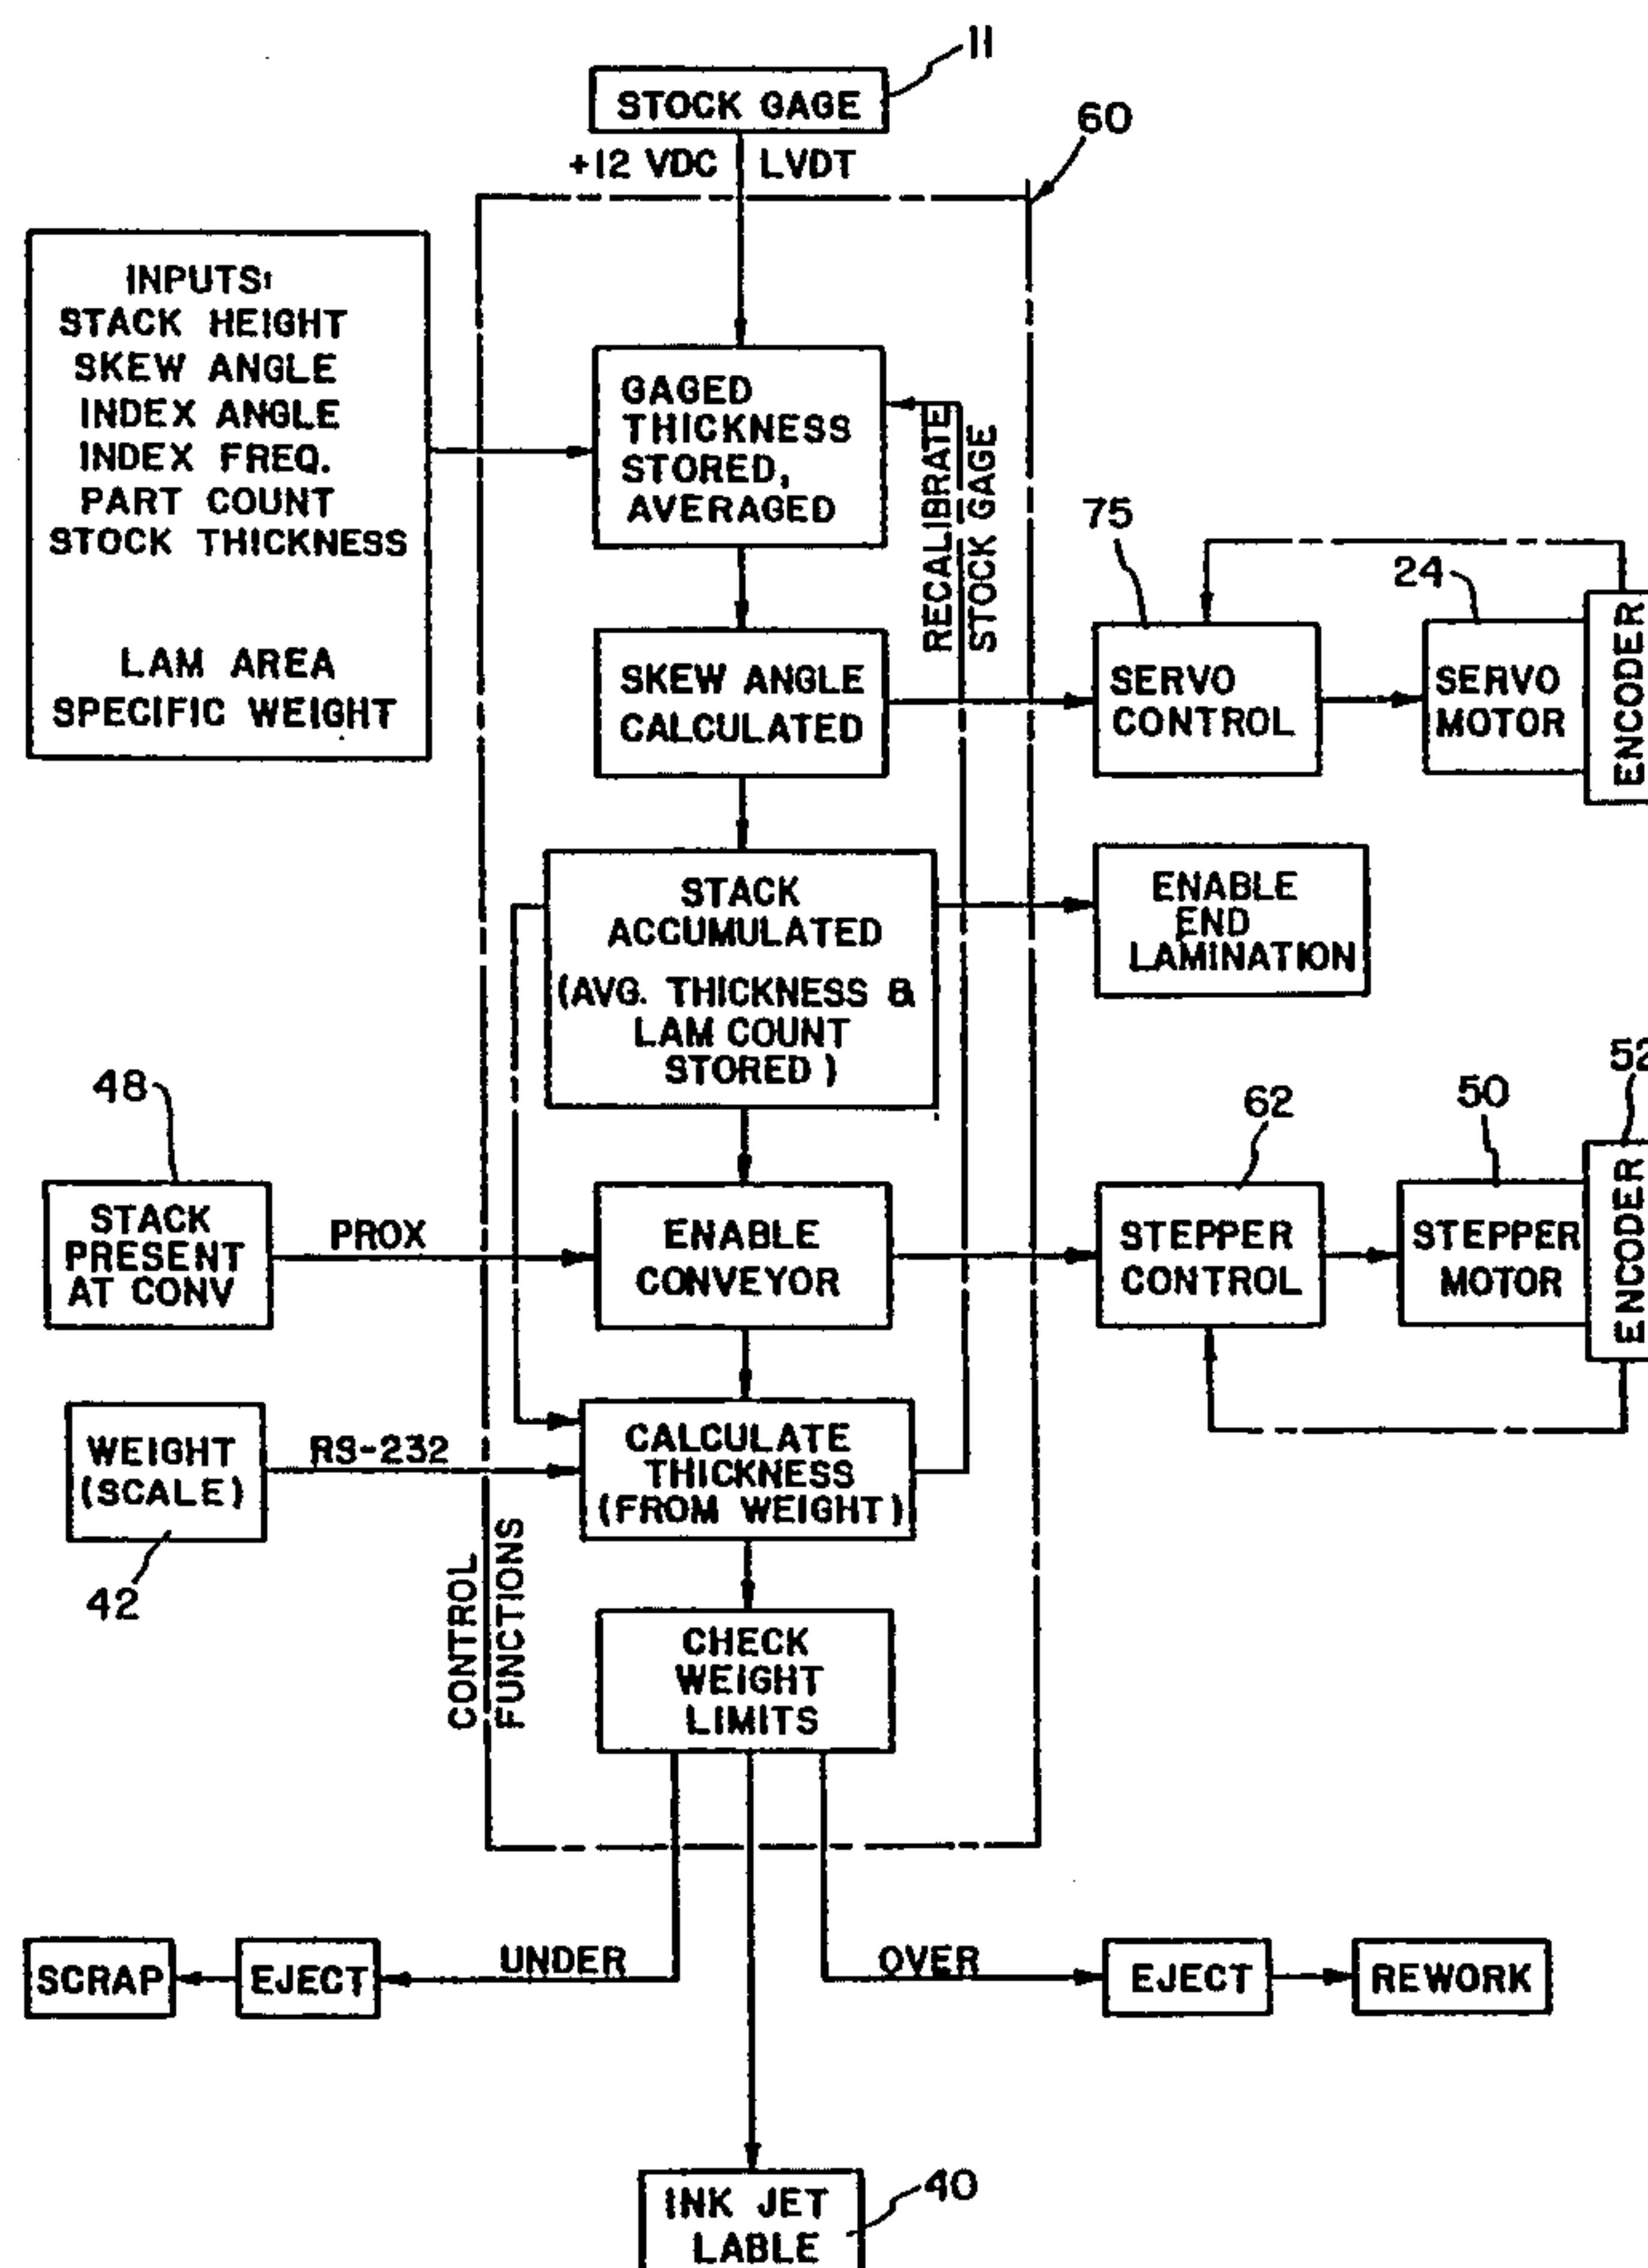 11
STOCK GAGE
60
+12 VDC LVDT
INPUTS:
STACK HEIGHT
SKEW ANGLE
INDEX ANGLE
INDEX FREQ.
PART COUNT
STOCK THICKNESS
LAM AREA
SPECIFIC WEIGHT
GAGED
THICKNESS
STORED,
AVERAGED
RECALIBRATE
STOCK GAGE
75
24
SKEW ANGLE
CALCULATED
SERVO
CONTROL
SERVO
MOTOR
ENCODER
STACK
ACCUMULATED
(AVG. THICKNESS &
LAM COUNT
STORED)
ENABLE
END
LAMINATION
48
62
50
52
STACK
PRESENT
AT CONV
PROX
ENABLE
CONVEYOR
STEPPER
CONTROL
STEPPER
MOTOR
ENCODER
WEIGHT
(SCALE)
RS-232
42
CALCULATE
THICKNESS
(FROM WEIGHT)
CONTROL
FUNCTIONS
CHECK
WEIGHT
LIMITS
SCRAP
EJECT
UNDER
OVER
EJECT
REWORK
INK JET
LABLE
40